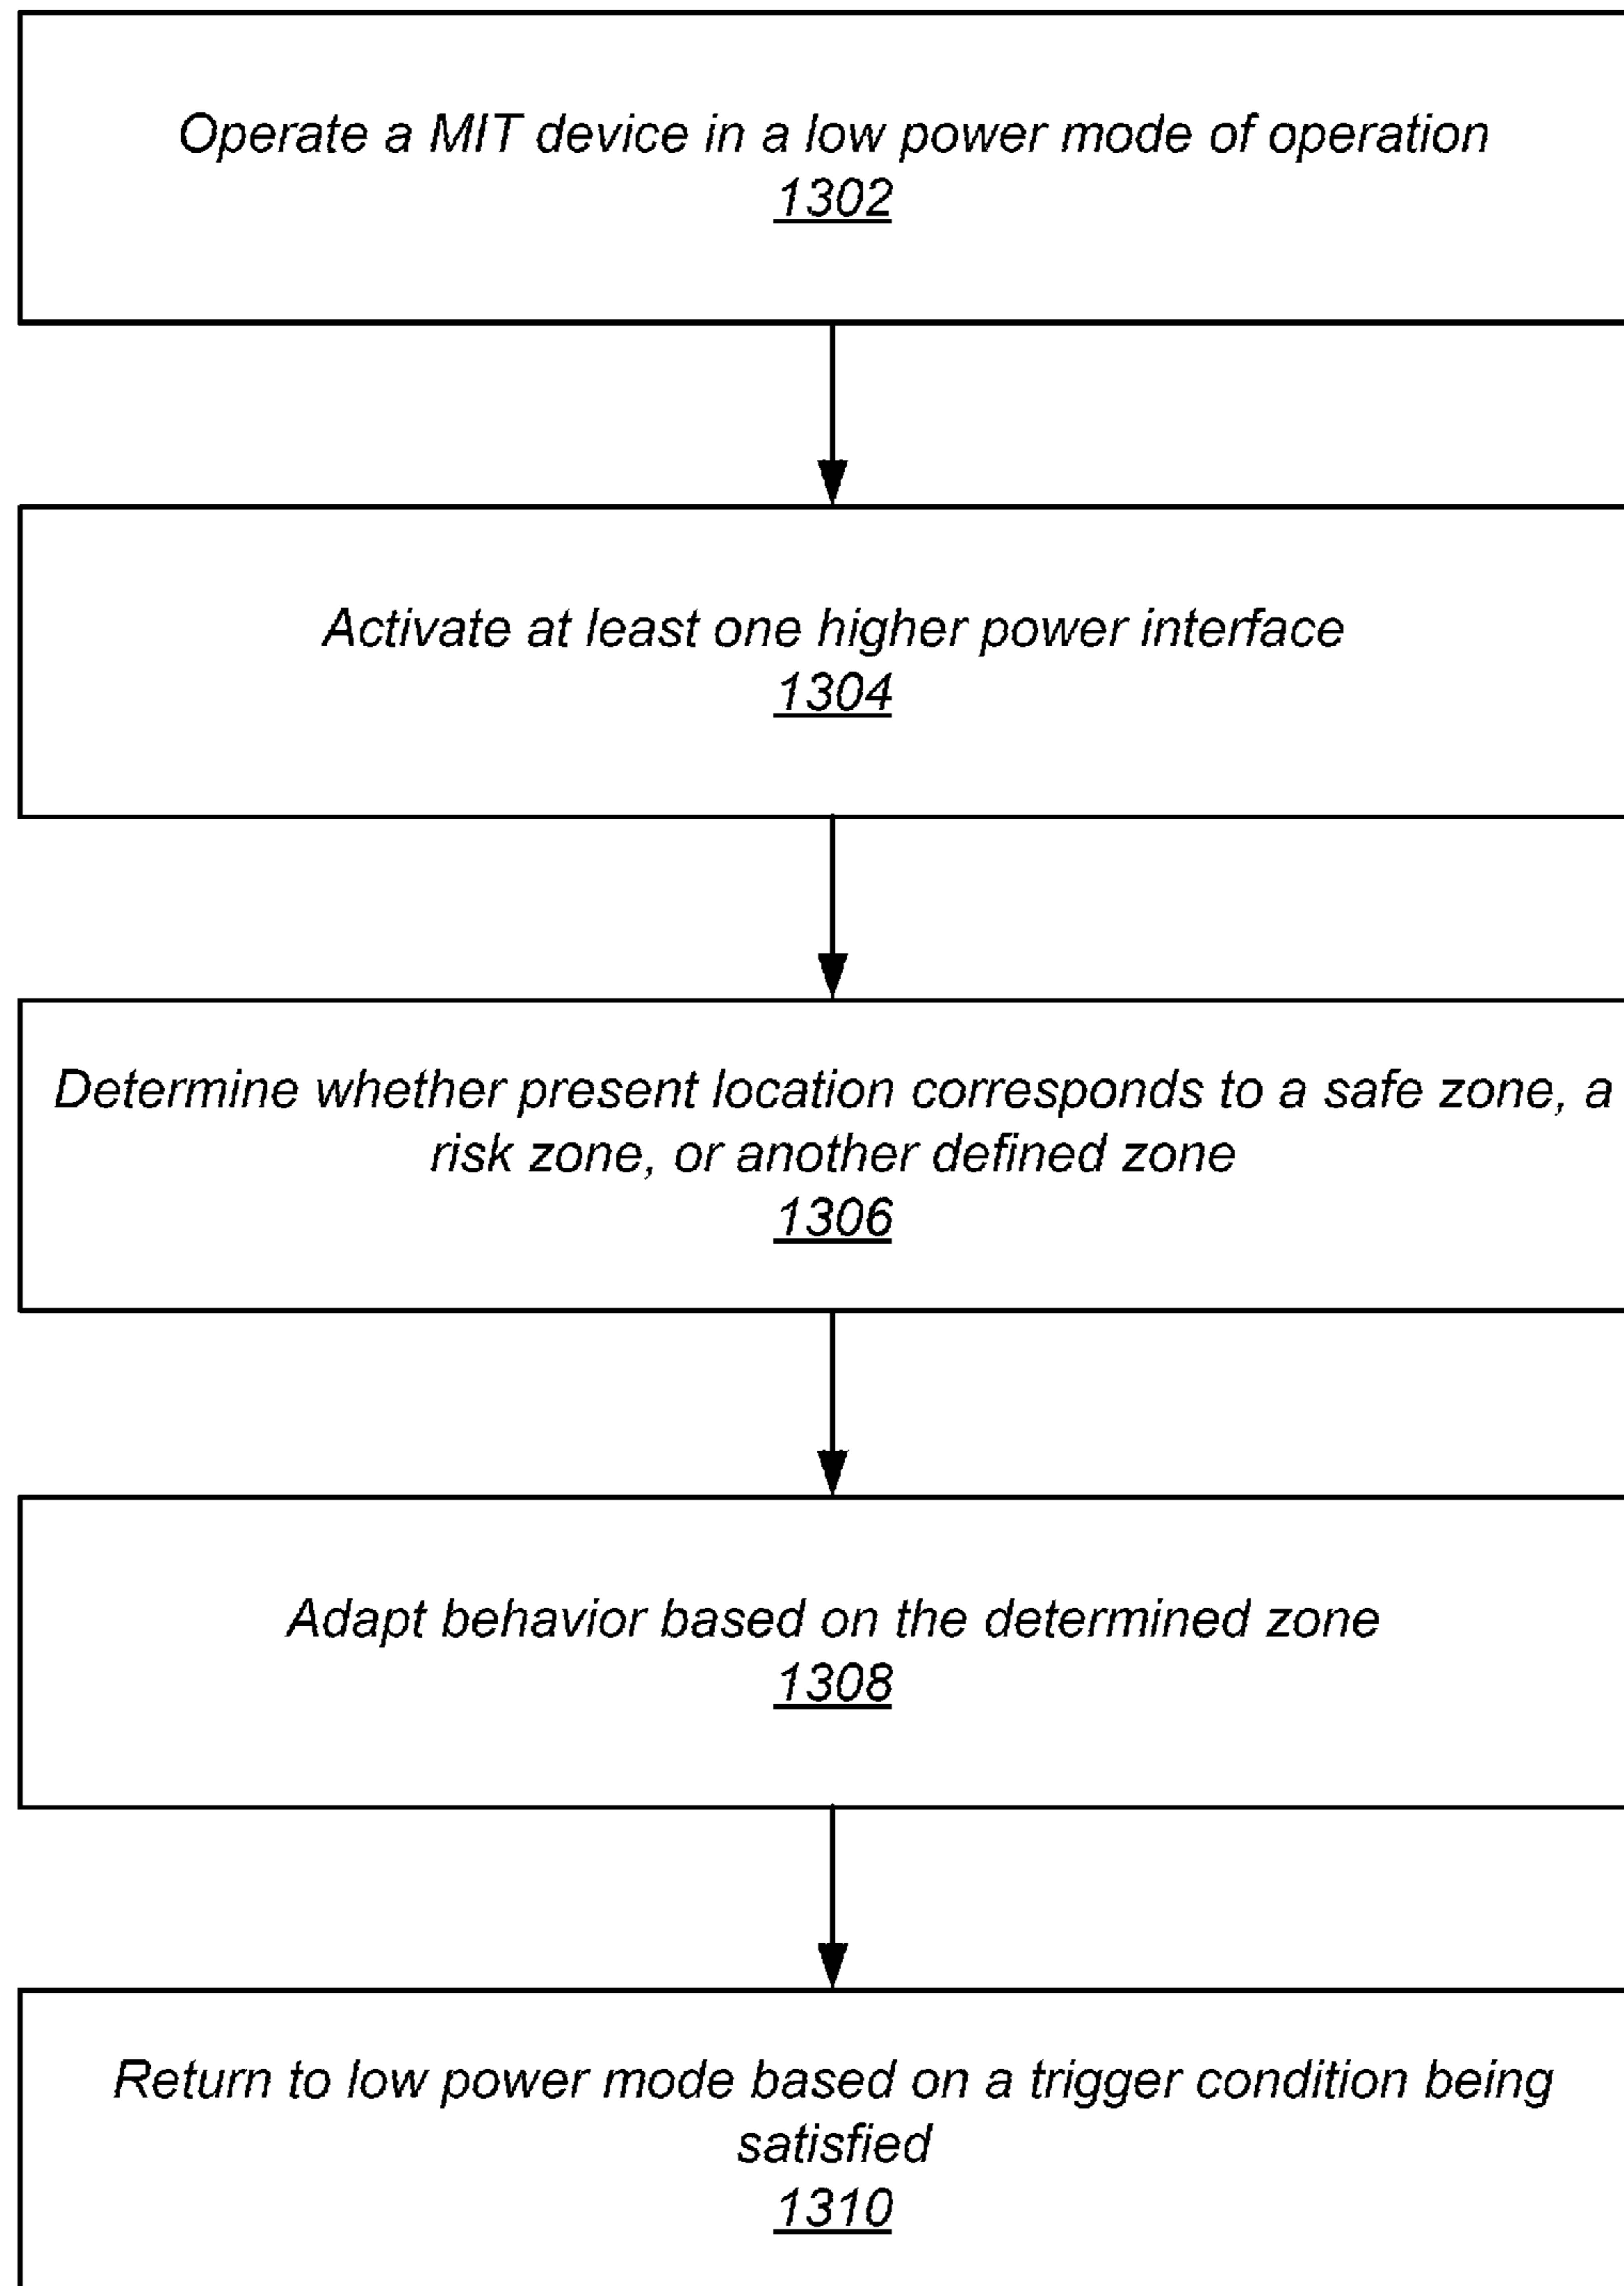 Operate a MIT device in a low power mode of operation
1302
Activate at least one higher power interface
1304
Determine whether present location corresponds to a safe zone, a
risk zone, or another defined zone
1306
Adapt behavior based on the determined zone
1308
Return to low power mode based on a trigger condition being
satisfied
1310